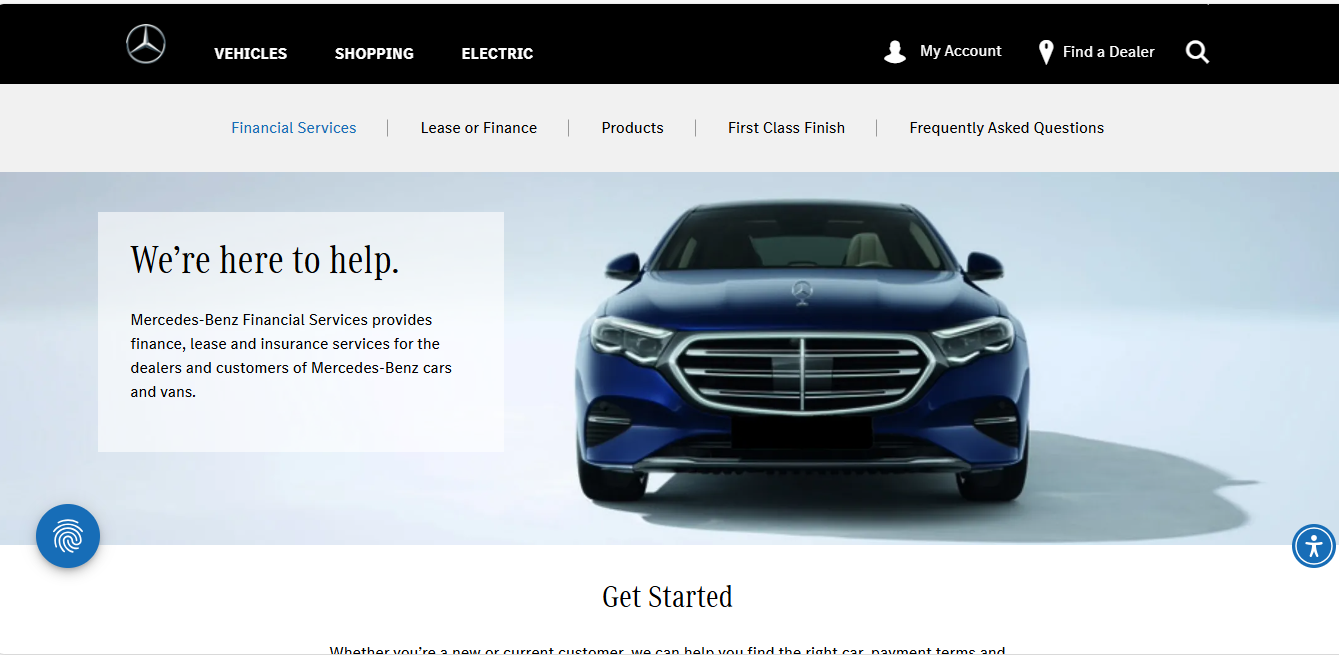 VEHICLES SHOPPING ELECTRIC My Account Find a Dealer
Financial Services Lease or Finance Products First Class Finish Frequently Asked Questions
We’re here to help.
Mercedes-Benz Financial Services provides
finance, lease and insurance services for the
dealers and customers of Mercedes-Benz cars
and vans.
Get Started
Whether you’re a new or current customer, we can help you find the right car, payment terms and